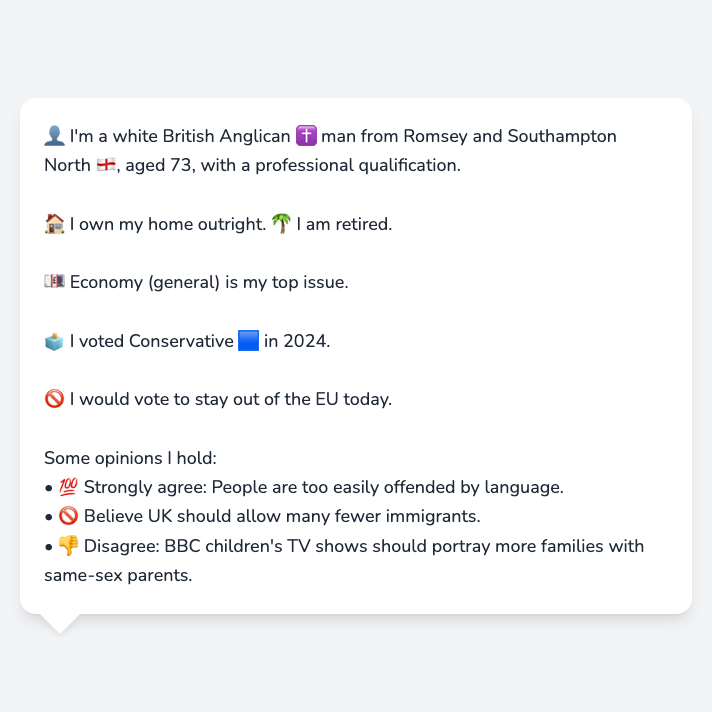 👤 I'm a white British Anglican ✝️ man from Romsey and Southampton
North 🏴󠁧󠁢󠁥󠁮󠁧󠁿, aged 73, with a professional qualification.
🏠 I own my home outright. 🌴 I am retired.
💷 Economy (general) is my top issue.
🗳️ I voted Conservative 🟦 in 2024.
🚫 I would vote to stay out of the EU today.
Some opinions I hold:
• 💯 Strongly agree: People are too easily offended by language.
• 🚫 Believe UK should allow many fewer immigrants.
• 👎 Disagree: BBC children's TV shows should portray more families with
same-sex parents.